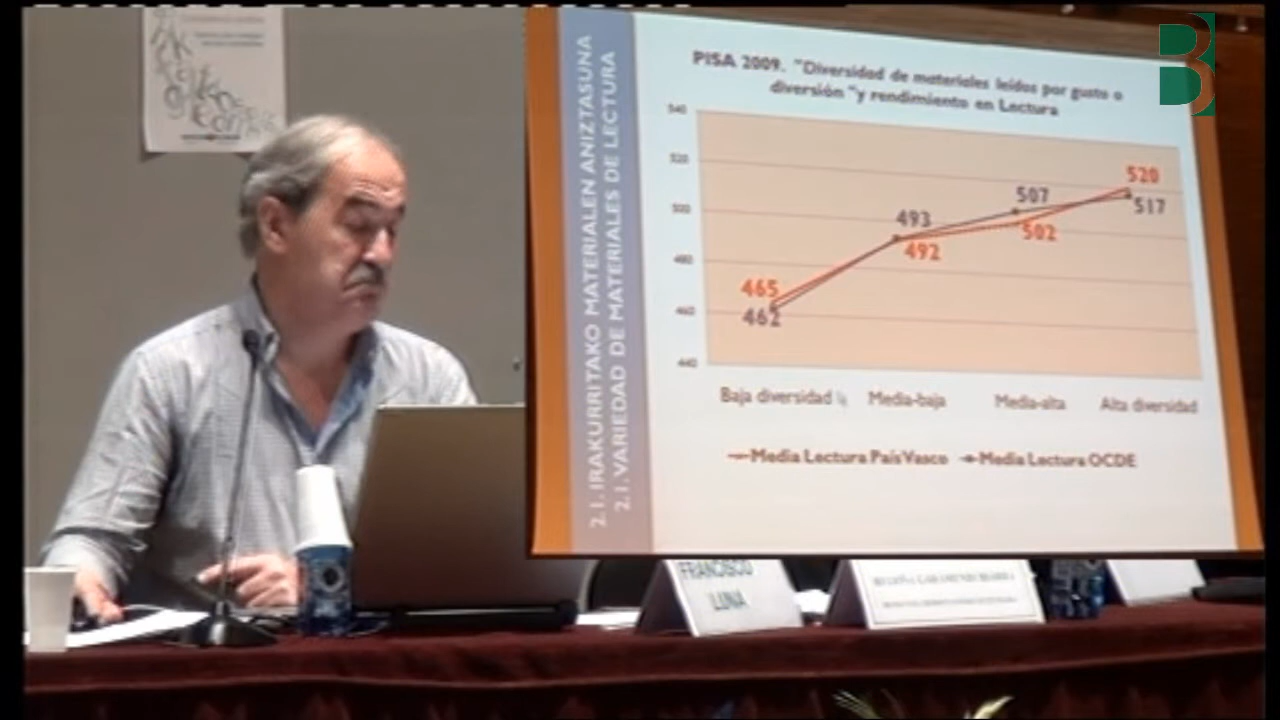 2.1. IRAKURRITAKO MATERIALEN ANIZTASUNA
2.1. VARIEDAD DE MATERIALES DE LECTURA
PISA 2009. "Diversidad de materiales leídos por gusto o
diversión "y rendimiento en Lectura
540
520
500
480
460
440
465
462
493
492
507
502
520
517
Baja diversidad
Media-baja
Media-alta
Alta diversidad
Media Lectura País Vasco
Media Lectura OCDE
FRANCISCO
LUNA
B